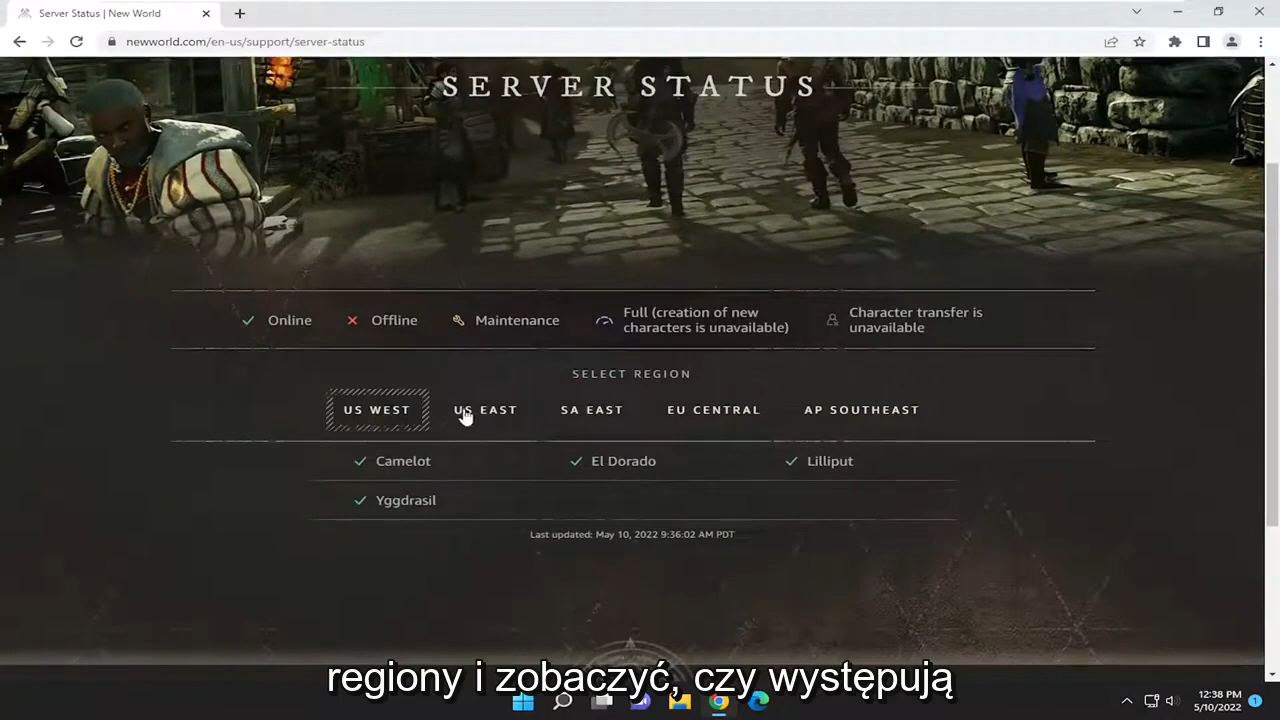 Server Status | New World
newworld.com/en-us/support/server-status
SERVER STATUS
Online
Offline
Maintenance
Full (creation of new
characters is unavailable)
Character transfer is
unavailable
SELECT REGION
US WEST
US EAST
SA EAST
EU CENTRAL
AP SOUTHEAST
Camelot
El Dorado
Lilliput
Yggdrasil
Last updated: May 10, 2022 9:36:02 AM PDT
regiony i zobaczyć, czy występują
12:38 PM
5/10/2022
1